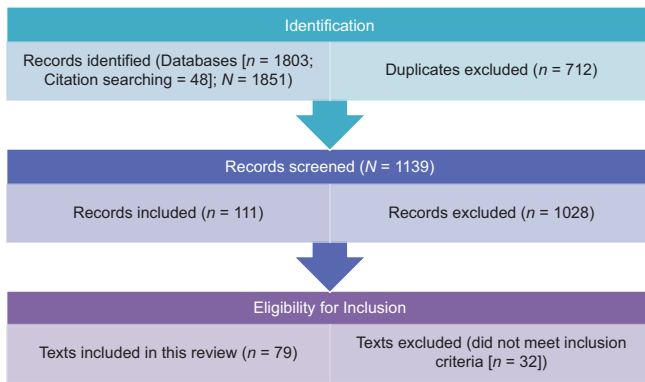 Identification
Records identified (Databases [n = 1803;
Citation searching = 48]; N = 1851)
Duplicates excluded (n = 712)
Records screened (N = 1139)
Records included (n = 111)
Records excluded (n = 1028)
Eligibility for Inclusion
Texts included in this review (n = 79)
Texts excluded (did not meet inclusion
criteria [n = 32])